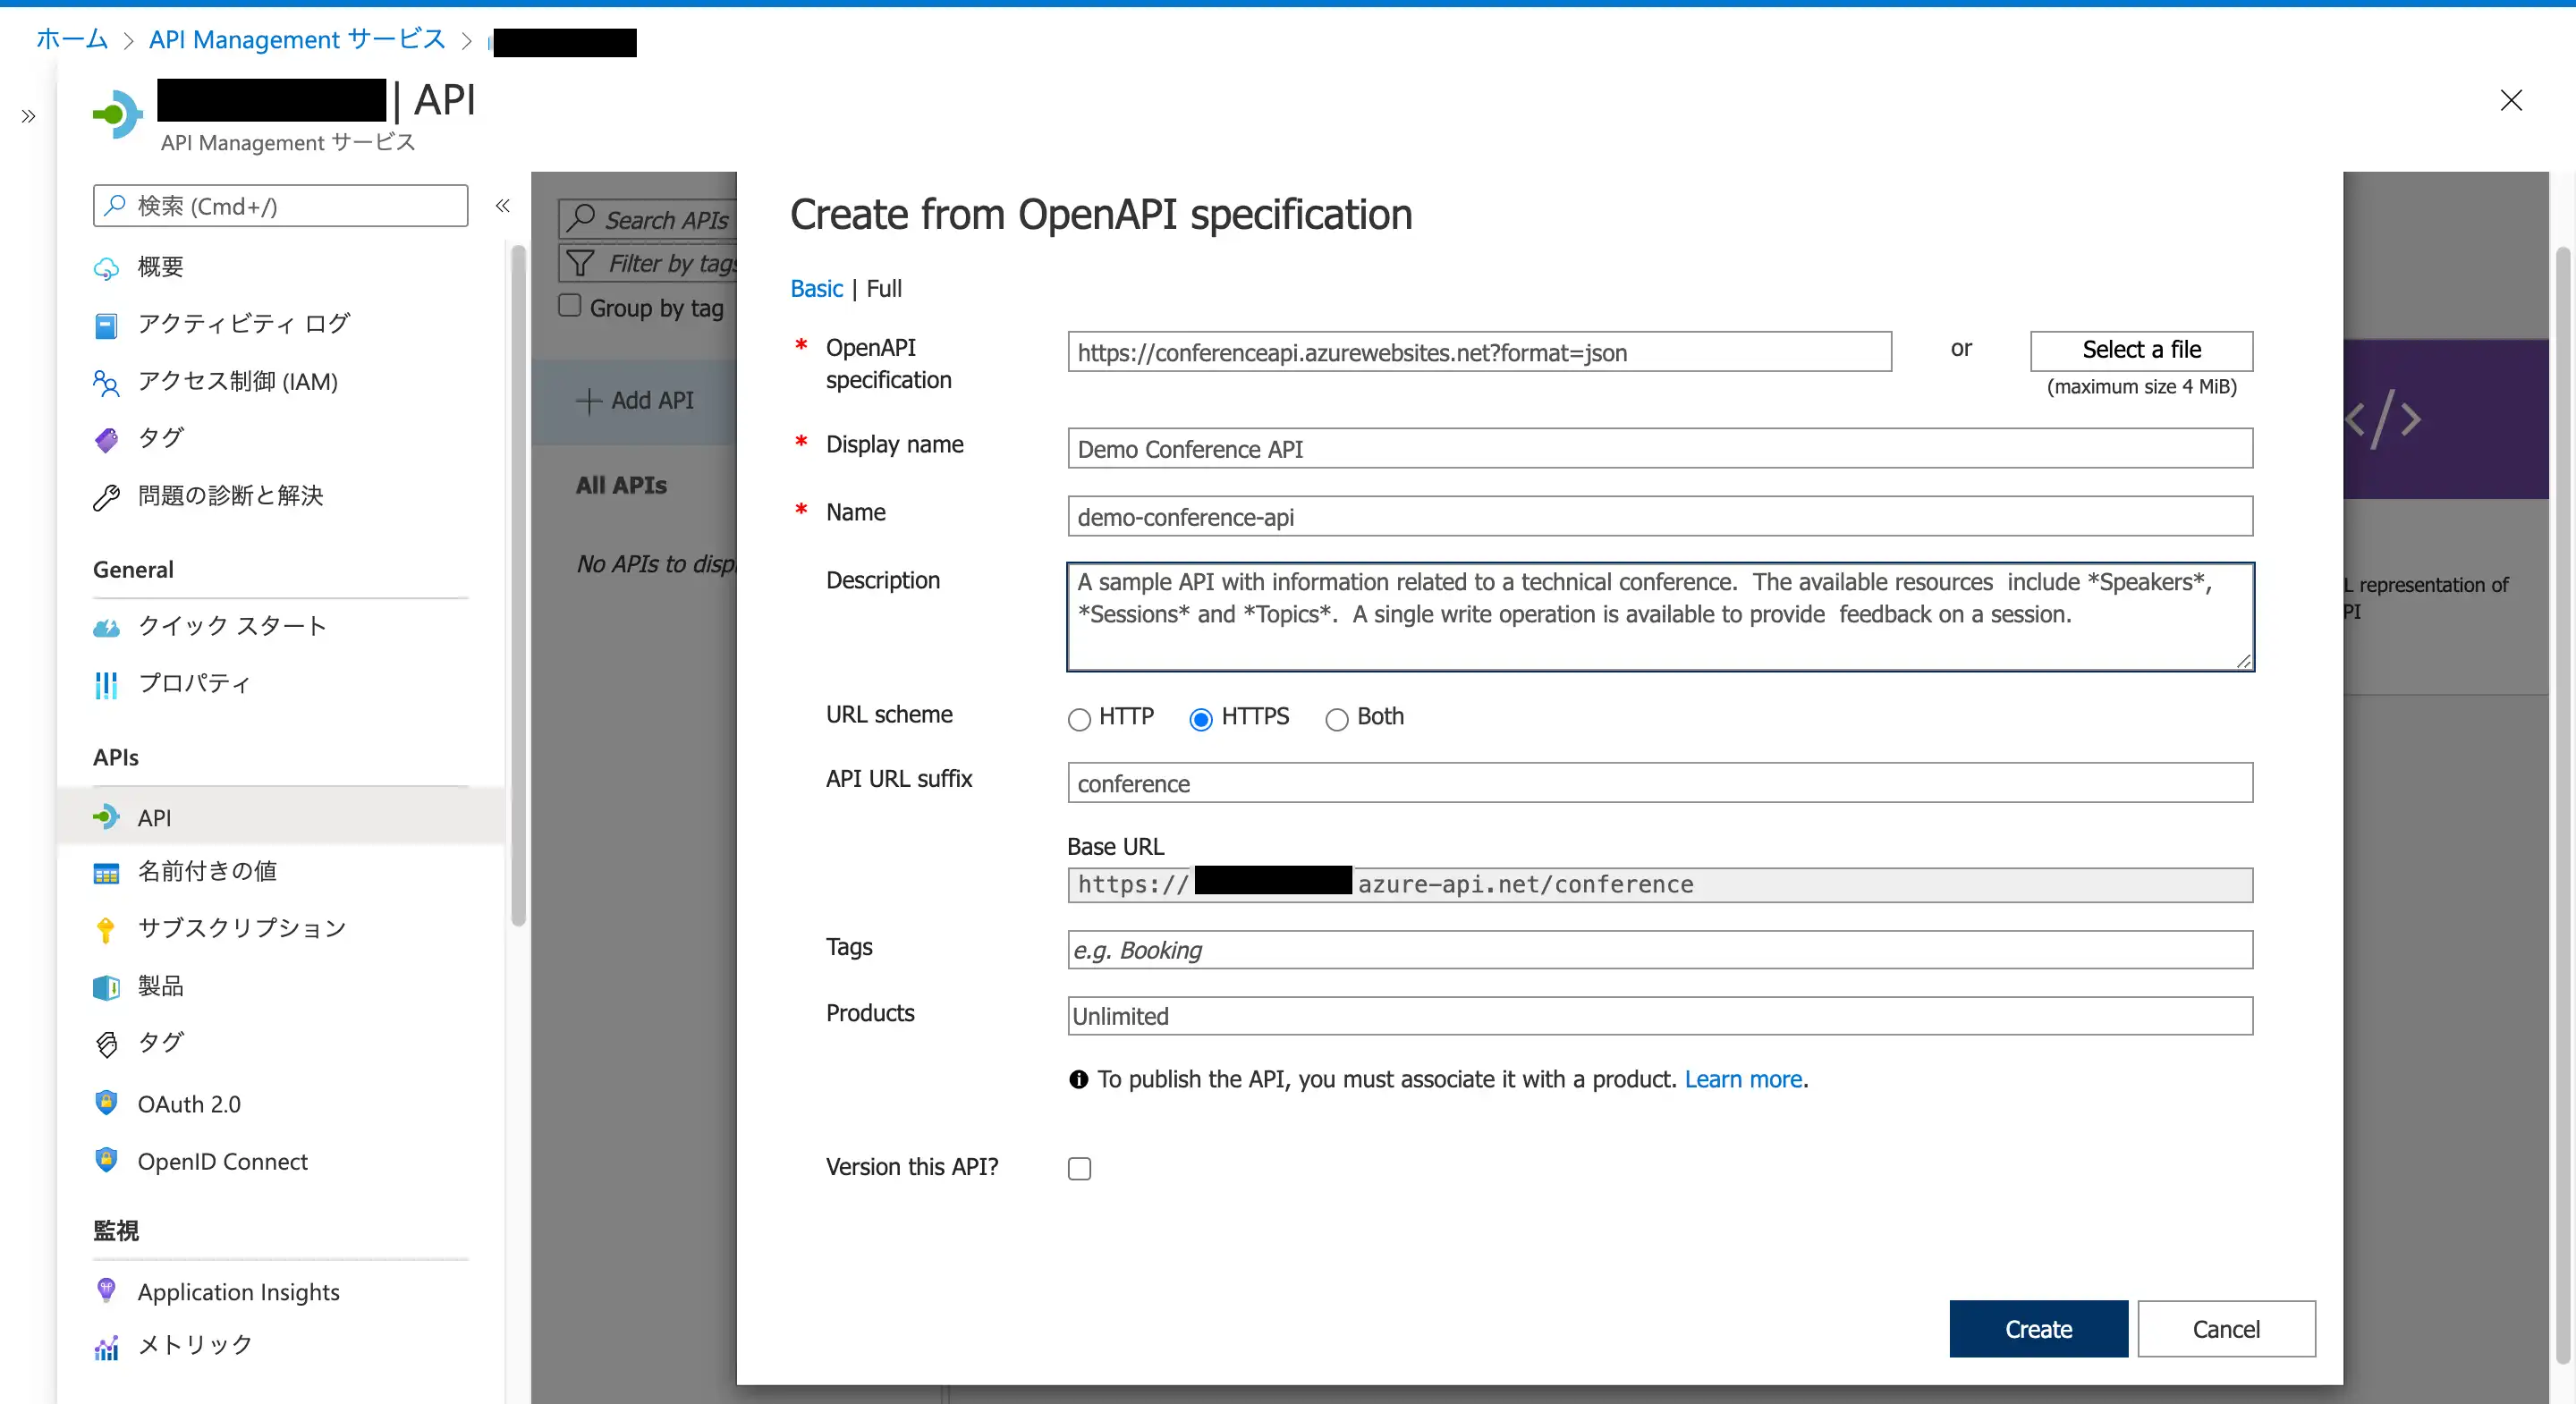 ホーム > API Management サービス >
| API
API Management サービス
検索 (Cmd+/)
概要
アクティビティ ログ
アクセス制御 (IAM)
タグ
問題の診断と解決
General
クイック スタート
プロパティ
APIs
API
名前付きの値
サブスクリプション
製品
タグ
OAuth 2.0
OpenID Connect
監視
Application Insights
メトリック
Search APIs
Filter by tags
Group by tag
+ Add API
All APIs
No APIs to disp
Create from OpenAPI specification
Basic | Full
* OpenAPI specification
https://conferenceapi.azurewebsites.net?format=json
or
Select a file
(maximum size 4 MiB)
* Display name
Demo Conference API
* Name
demo-conference-api
Description
A sample API with information related to a technical conference.  The available resources  include *Speakers*,
*Sessions* and *Topics*.  A single write operation is available to provide  feedback on a session.
URL scheme
HTTP HTTPS Both
API URL suffix
conference
Base URL
https:// azure-api.net/conference
Tags
e.g. Booking
Products
Unlimited
To publish the API, you must associate it with a product. Learn more.
Version this API?
Create
Cancel
</>
L representation of
PI